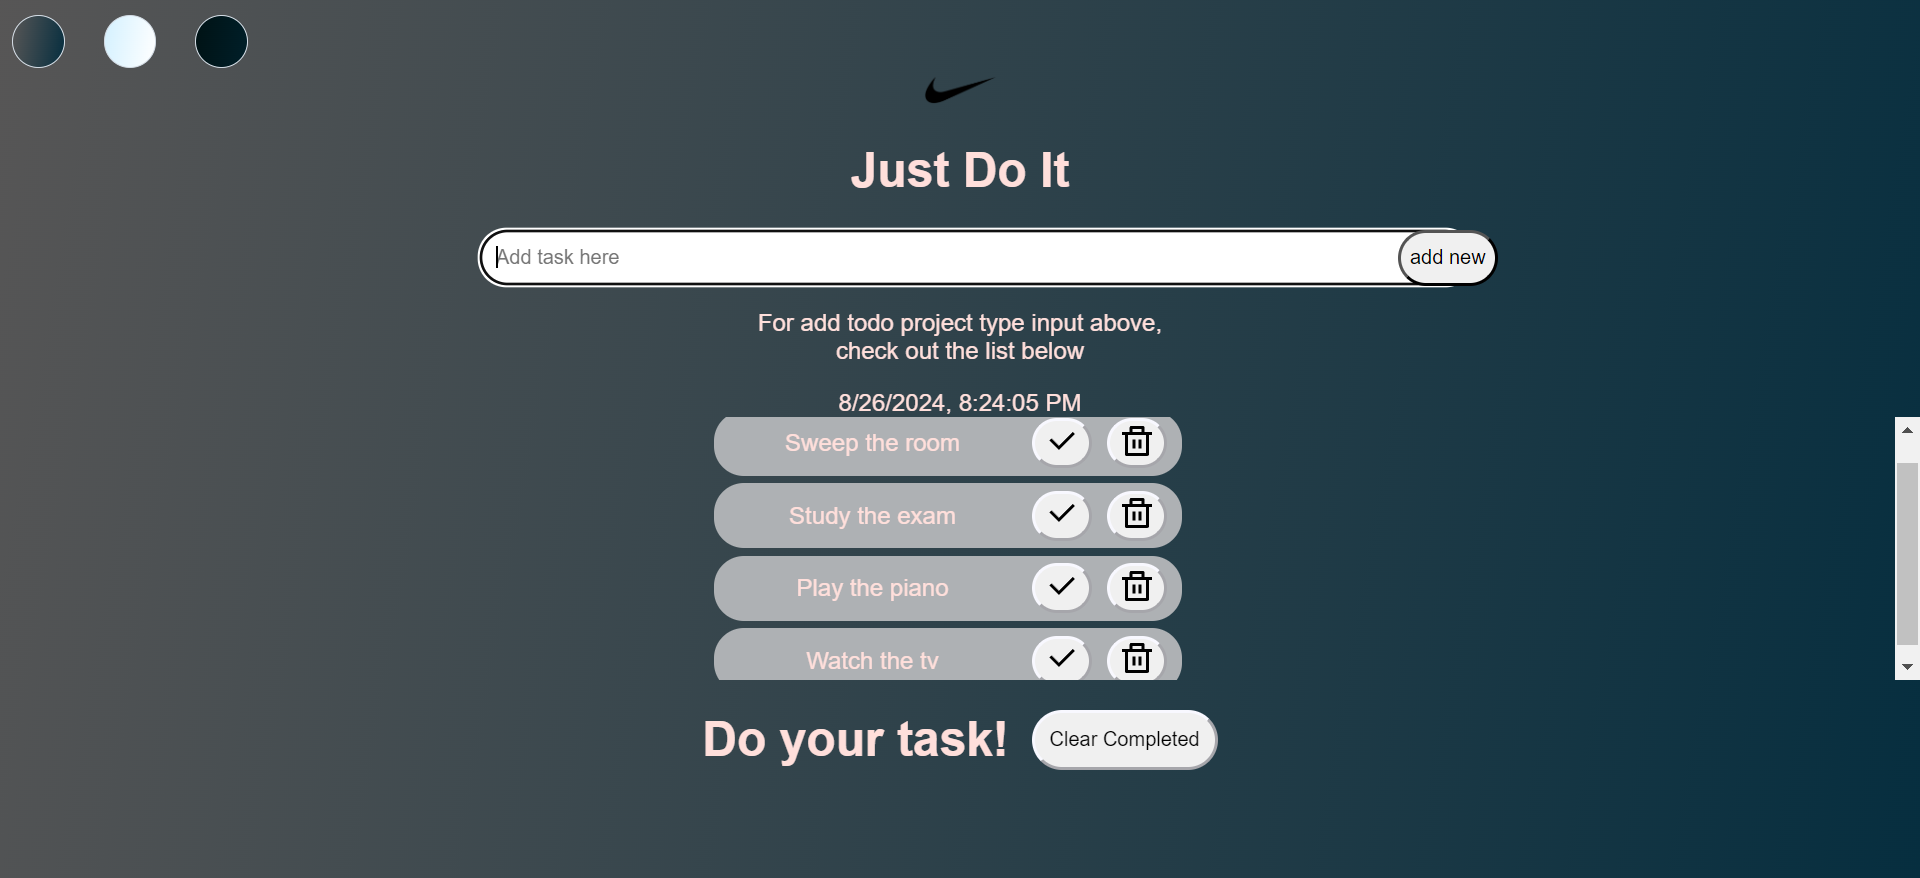 Just Do It
Add task here
add new
For add todo project type input above,
check out the list below
8/26/2024, 8:24:05 PM
Sweep the room
Study the exam
Play the piano
Watch the tv
Do your task!
Clear Completed